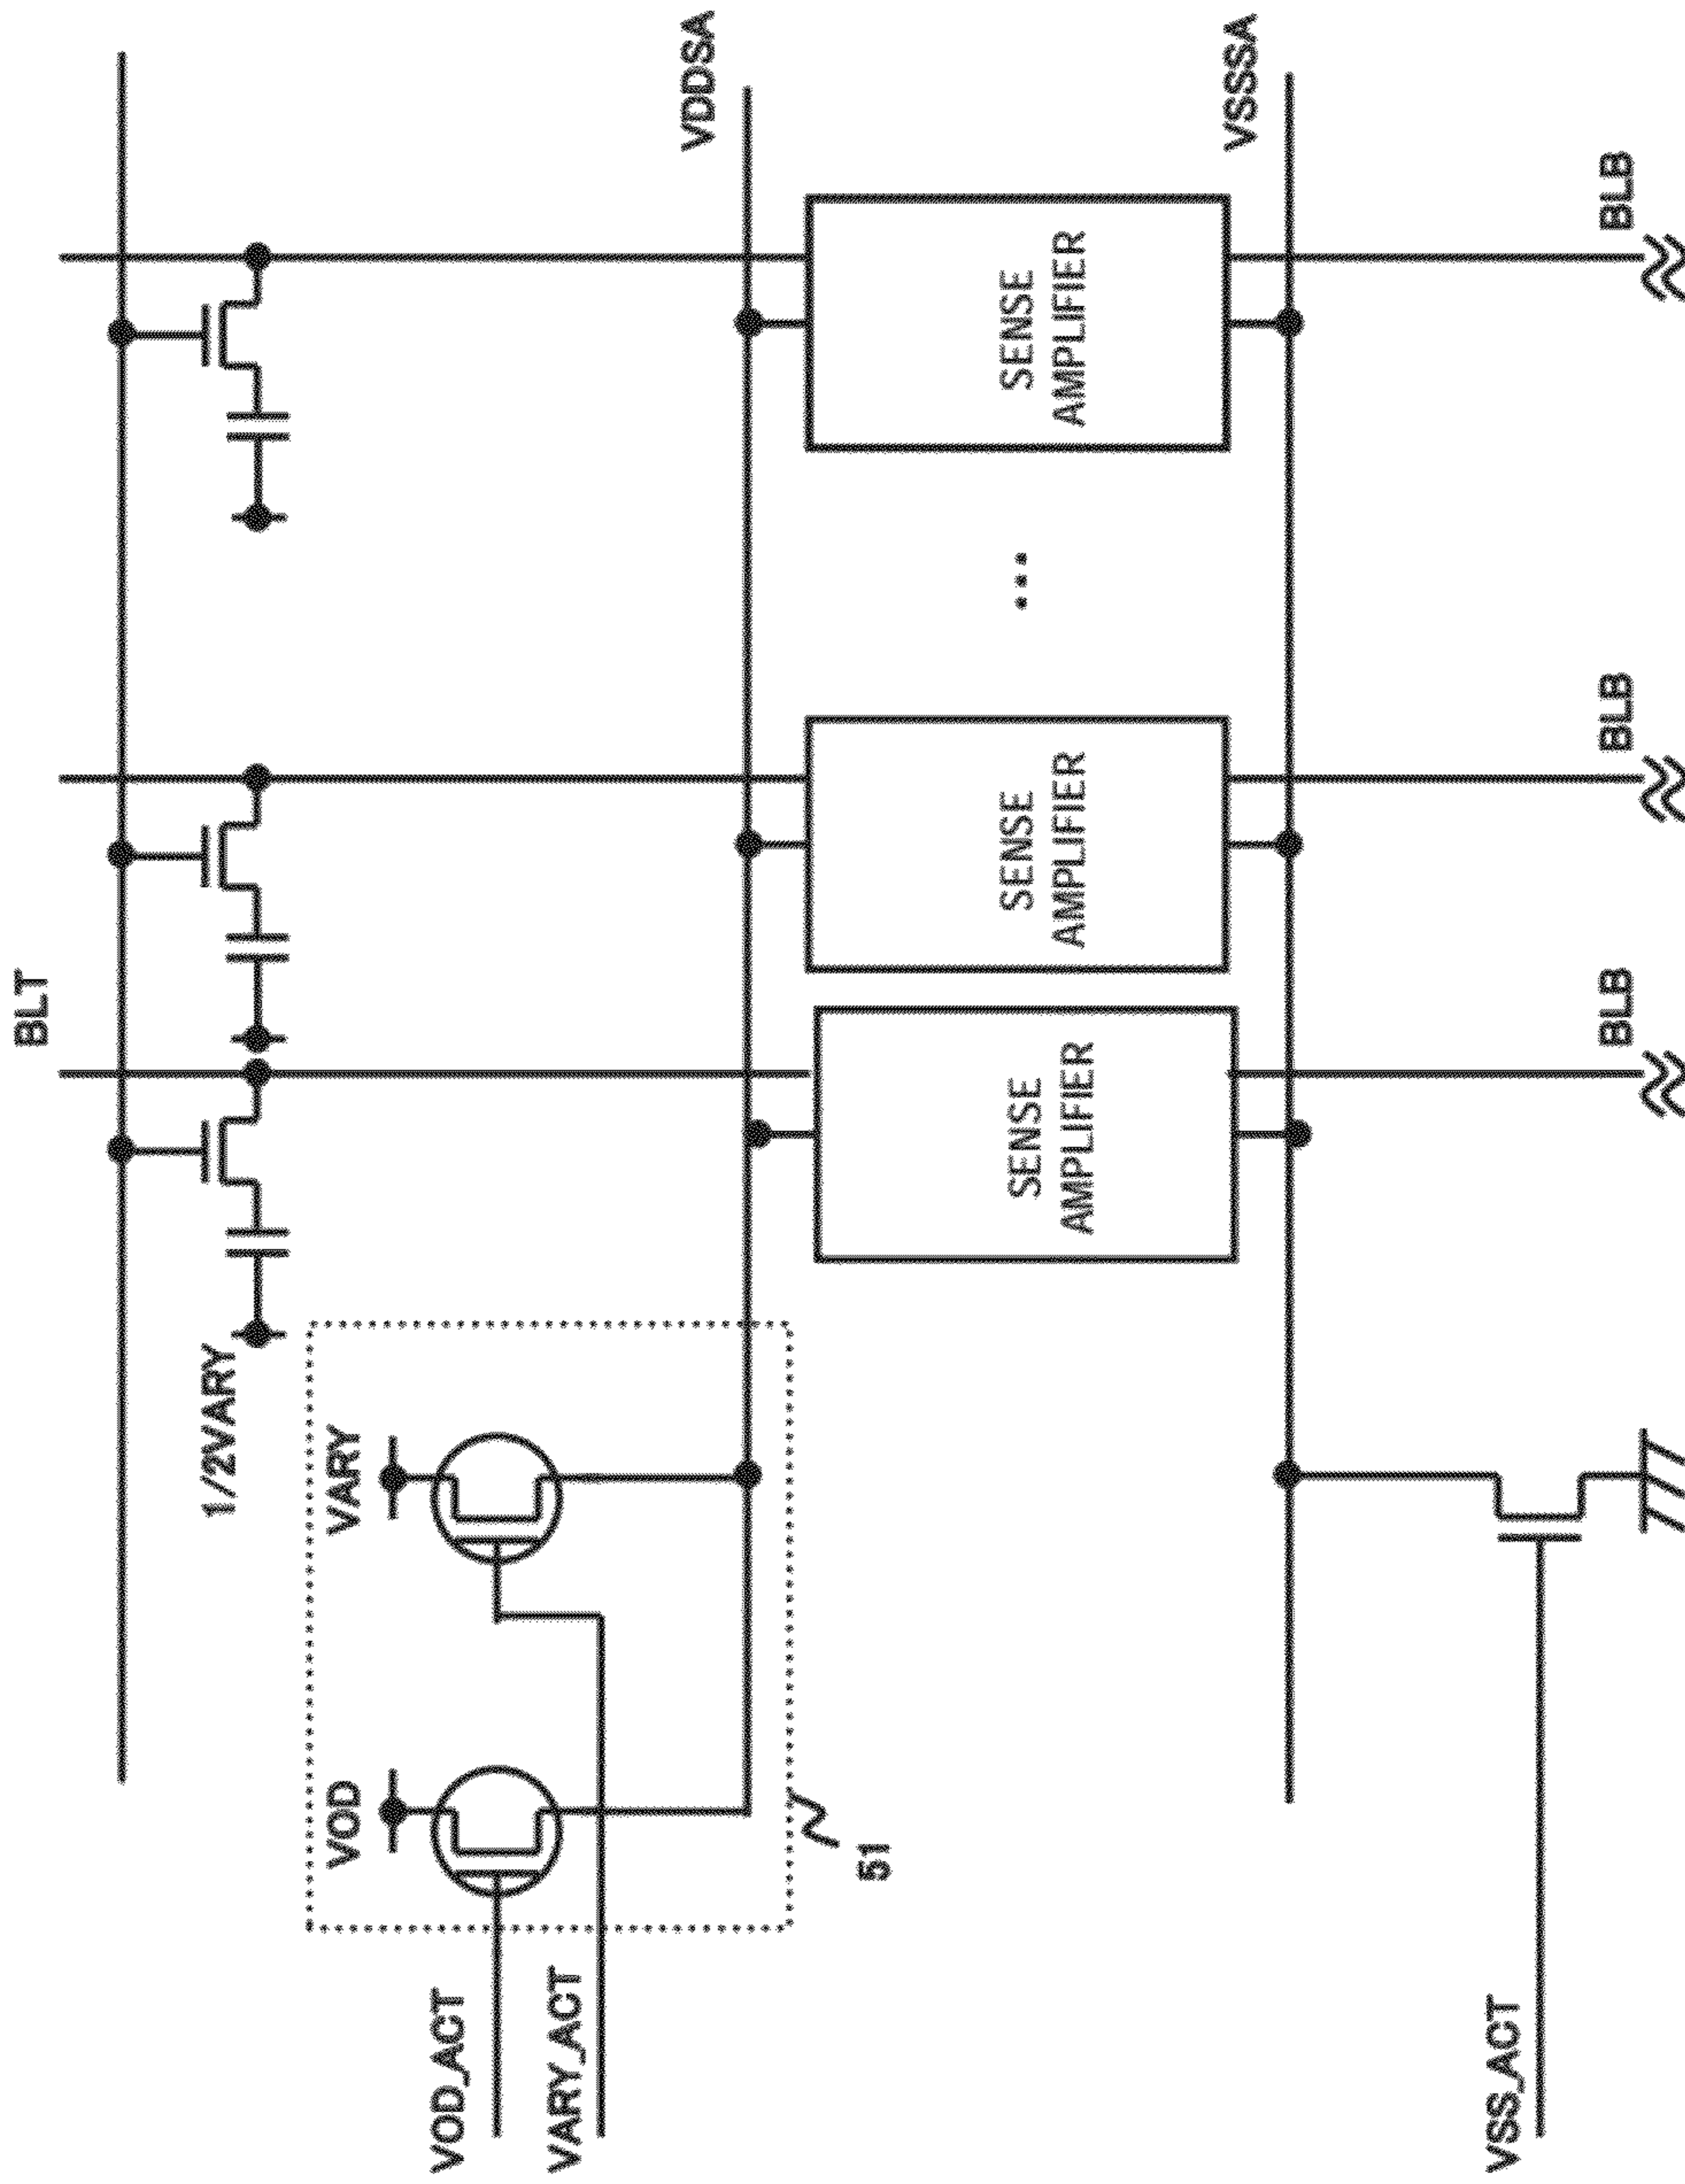 BLT
1/2VARY
VOD
VARY
VOD_ACT
VARY_ACT
VDDSA
51
SENSE
AMPLIFIER
SENSE
AMPLIFIER
...
SENSE
AMPLIFIER
VSSSA
VSS_ACT
BLB
BLB
BLB